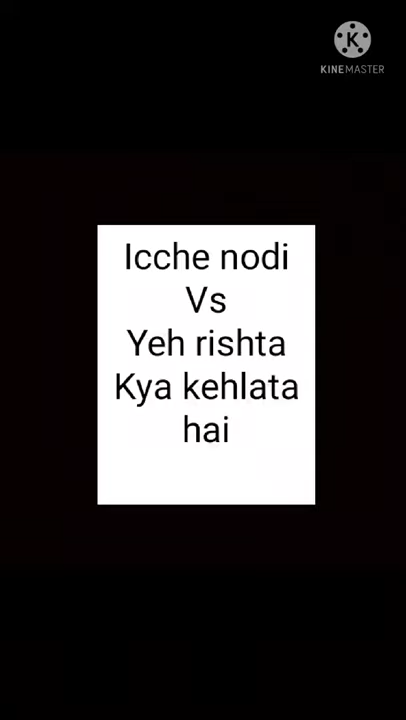 KINEMASTER
Icche nodi
Vs
Yeh rishta
Kya kehlata
hai